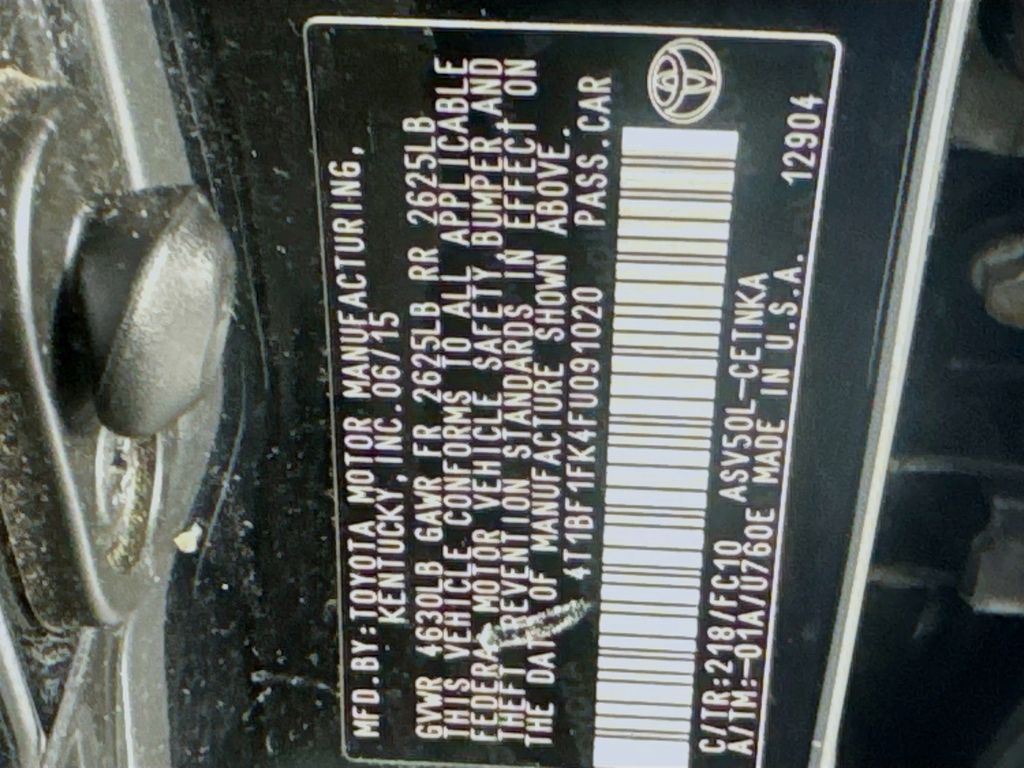 MFD.BY:TOYOTA MOTOR MANUFACTURING,
KENTUCKY,INC.06/15
GVWR 4630LB GAWR FR 2625LB RR 2625LB
THIS VEHICLE CONFORMS TO ALL APPLICABLE
FEDERAL MOTOR VEHICLE SAFETY,BUMPER,AND
THEFT PREVENTION STANDARDS IN EFFECT ON
THE DATE OF MANUFACTURE SHOWN ABOVE.
4T1BF1FK4FU091020 PASS.CAR
C/TR:218/FC10 ASV50L-CETNKA
A/TM:-01A/U760E MADE IN U.S.A. 12904